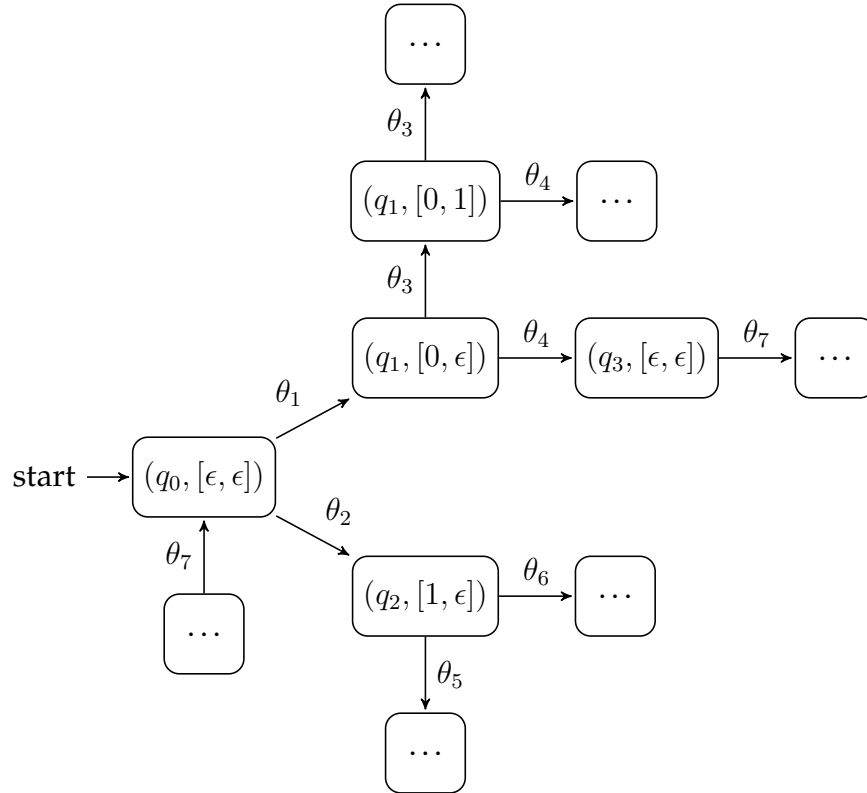 ...
θ₃
(q₁, [0, 1])
θ₄
...
θ₃
(q₁, [0, ϵ])
θ₄
(q₃, [ϵ, ϵ])
θ₇
...
θ₁
start
(q₀, [ϵ, ϵ])
θ₂
θ₇
...
(q₂, [1, ϵ])
θ₆
...
θ₅
...